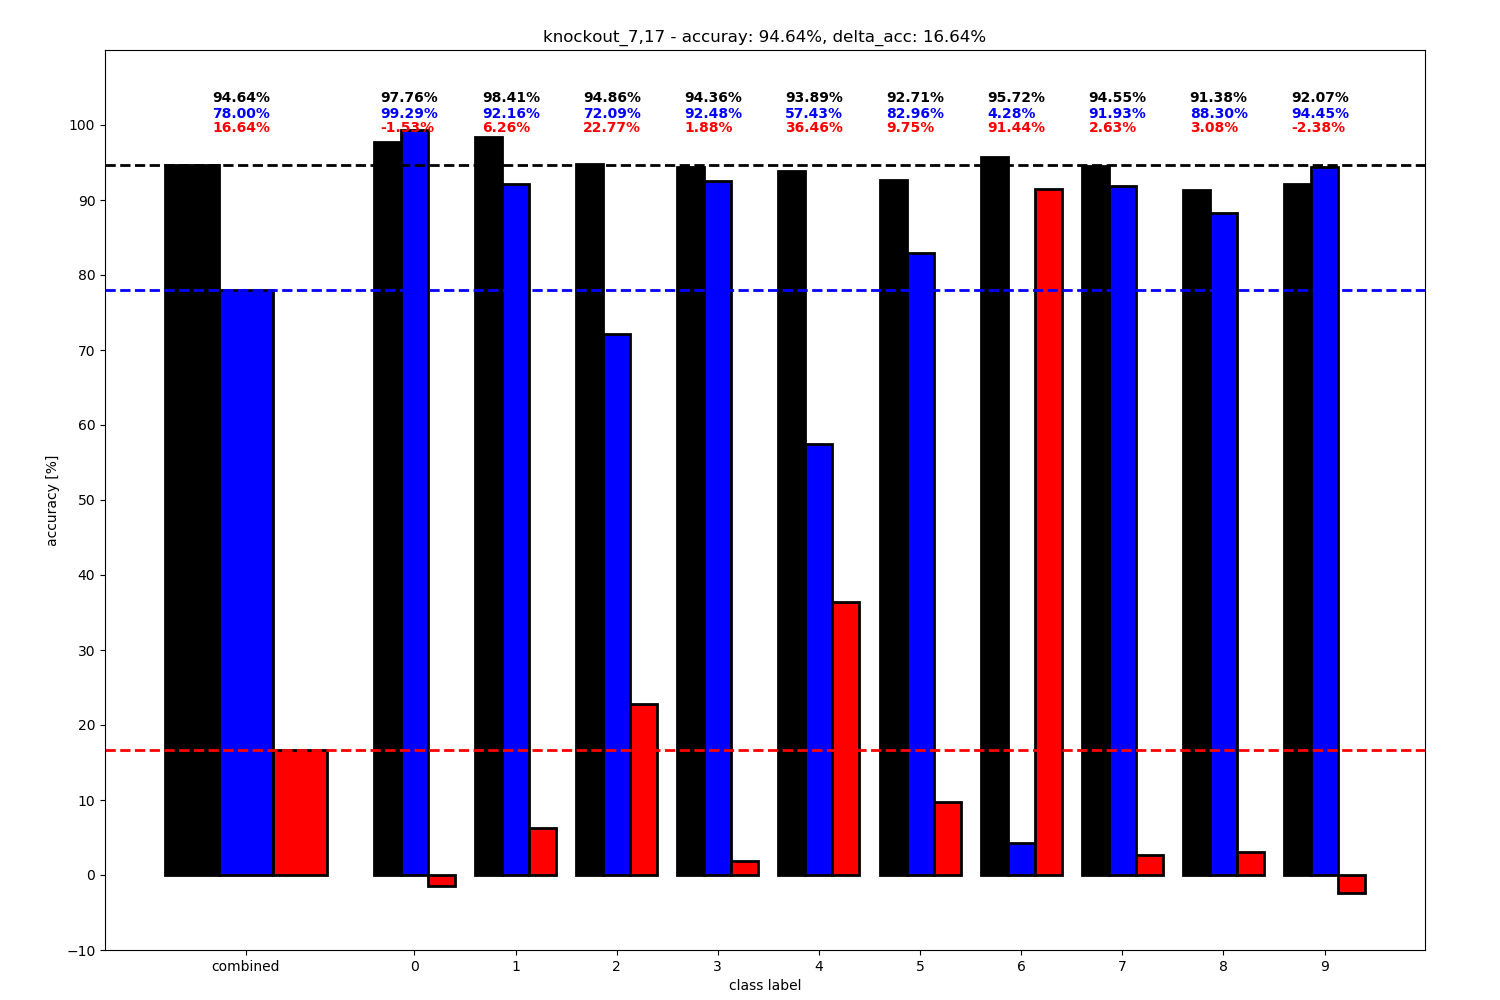 knockout_7,17 - accuray: 94.64%, delta_acc: 16.64%
94.64% 97.76% 98.41% 94.86% 94.36% 93.89% 92.71% 95.72% 94.55% 91.38% 92.07%
78.00% 99.29% 92.16% 72.09% 92.48% 57.43% 82.96% 4.28% 91.93% 88.30% 94.45%
16.64% -1.53% 6.26% 22.77% 1.88% 36.46% 9.75% 91.44% 2.63% 3.08% -2.38%
100
90
80
70
60
50
40
30
20
10
0
−10
accuracy [%]
combined 0 1 2 3 4 5 6 7 8 9
class label